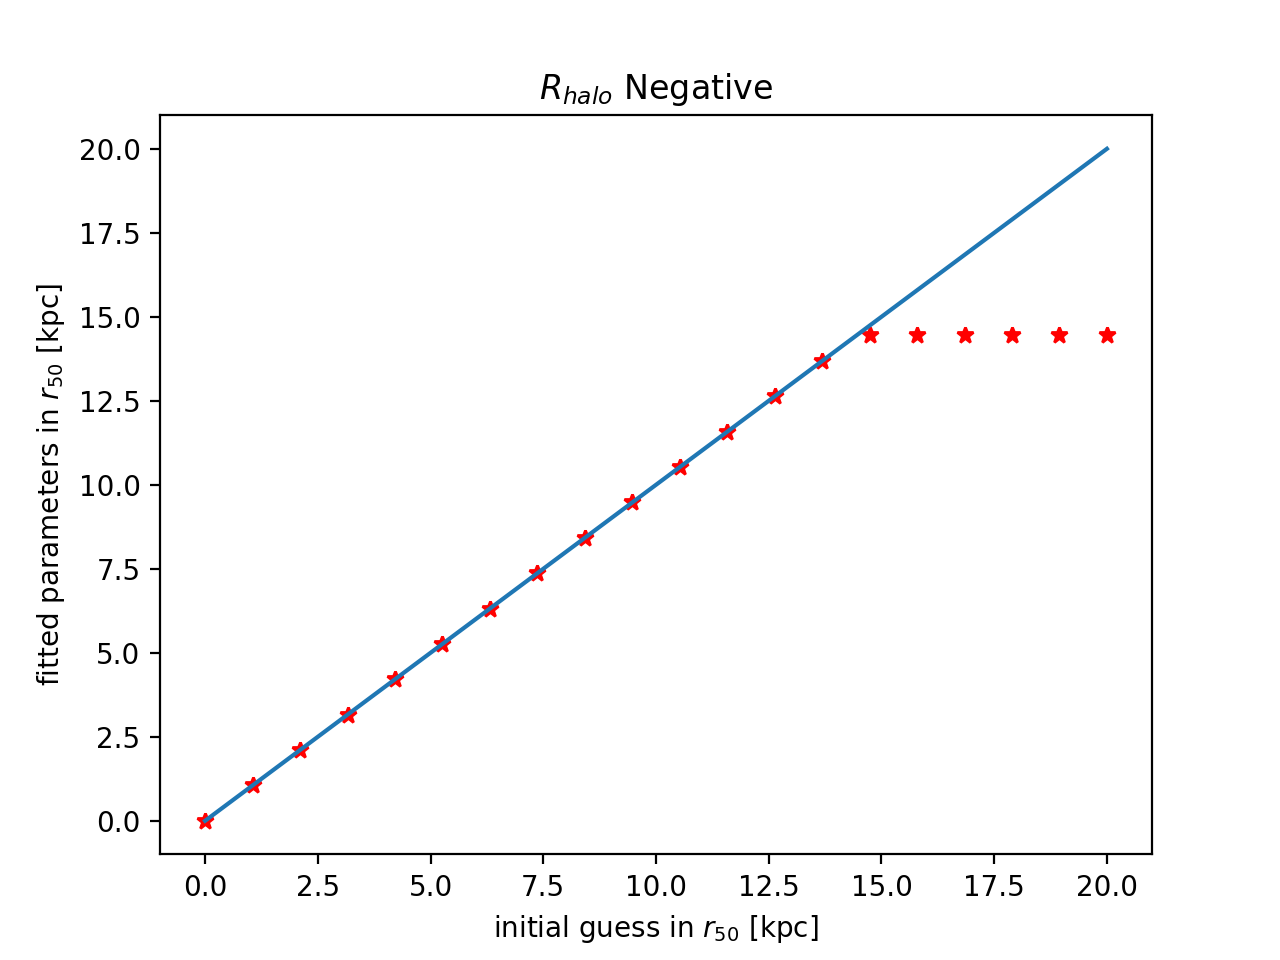 R_halo Negative
fitted parameters in r_50 [kpc]
20.0
17.5
15.0
12.5
10.0
7.5
5.0
2.5
0.0
0.0 2.5 5.0 7.5 10.0 12.5 15.0 17.5 20.0
initial guess in r_50 [kpc]